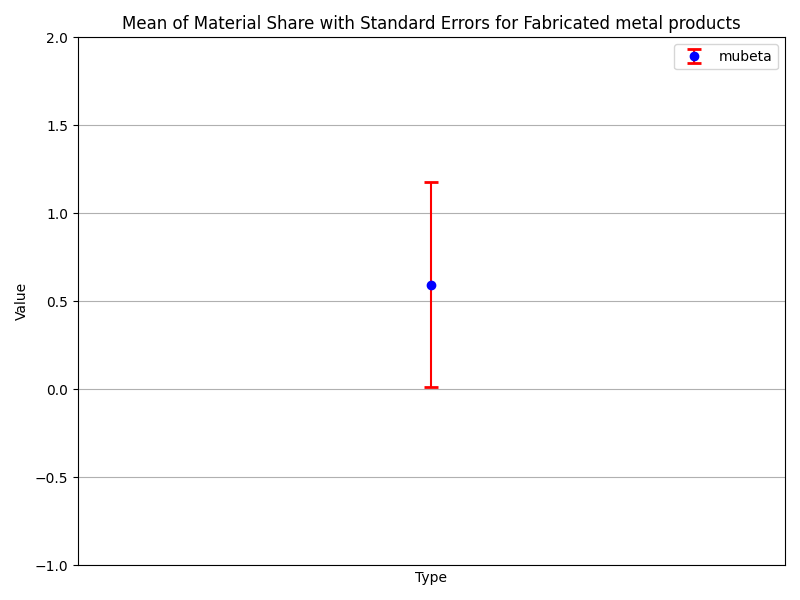 Mean of Material Share with Standard Errors for Fabricated metal products
mubeta
2.0
1.5
1.0
0.5
0.0
−0.5
−1.0
Value
Type